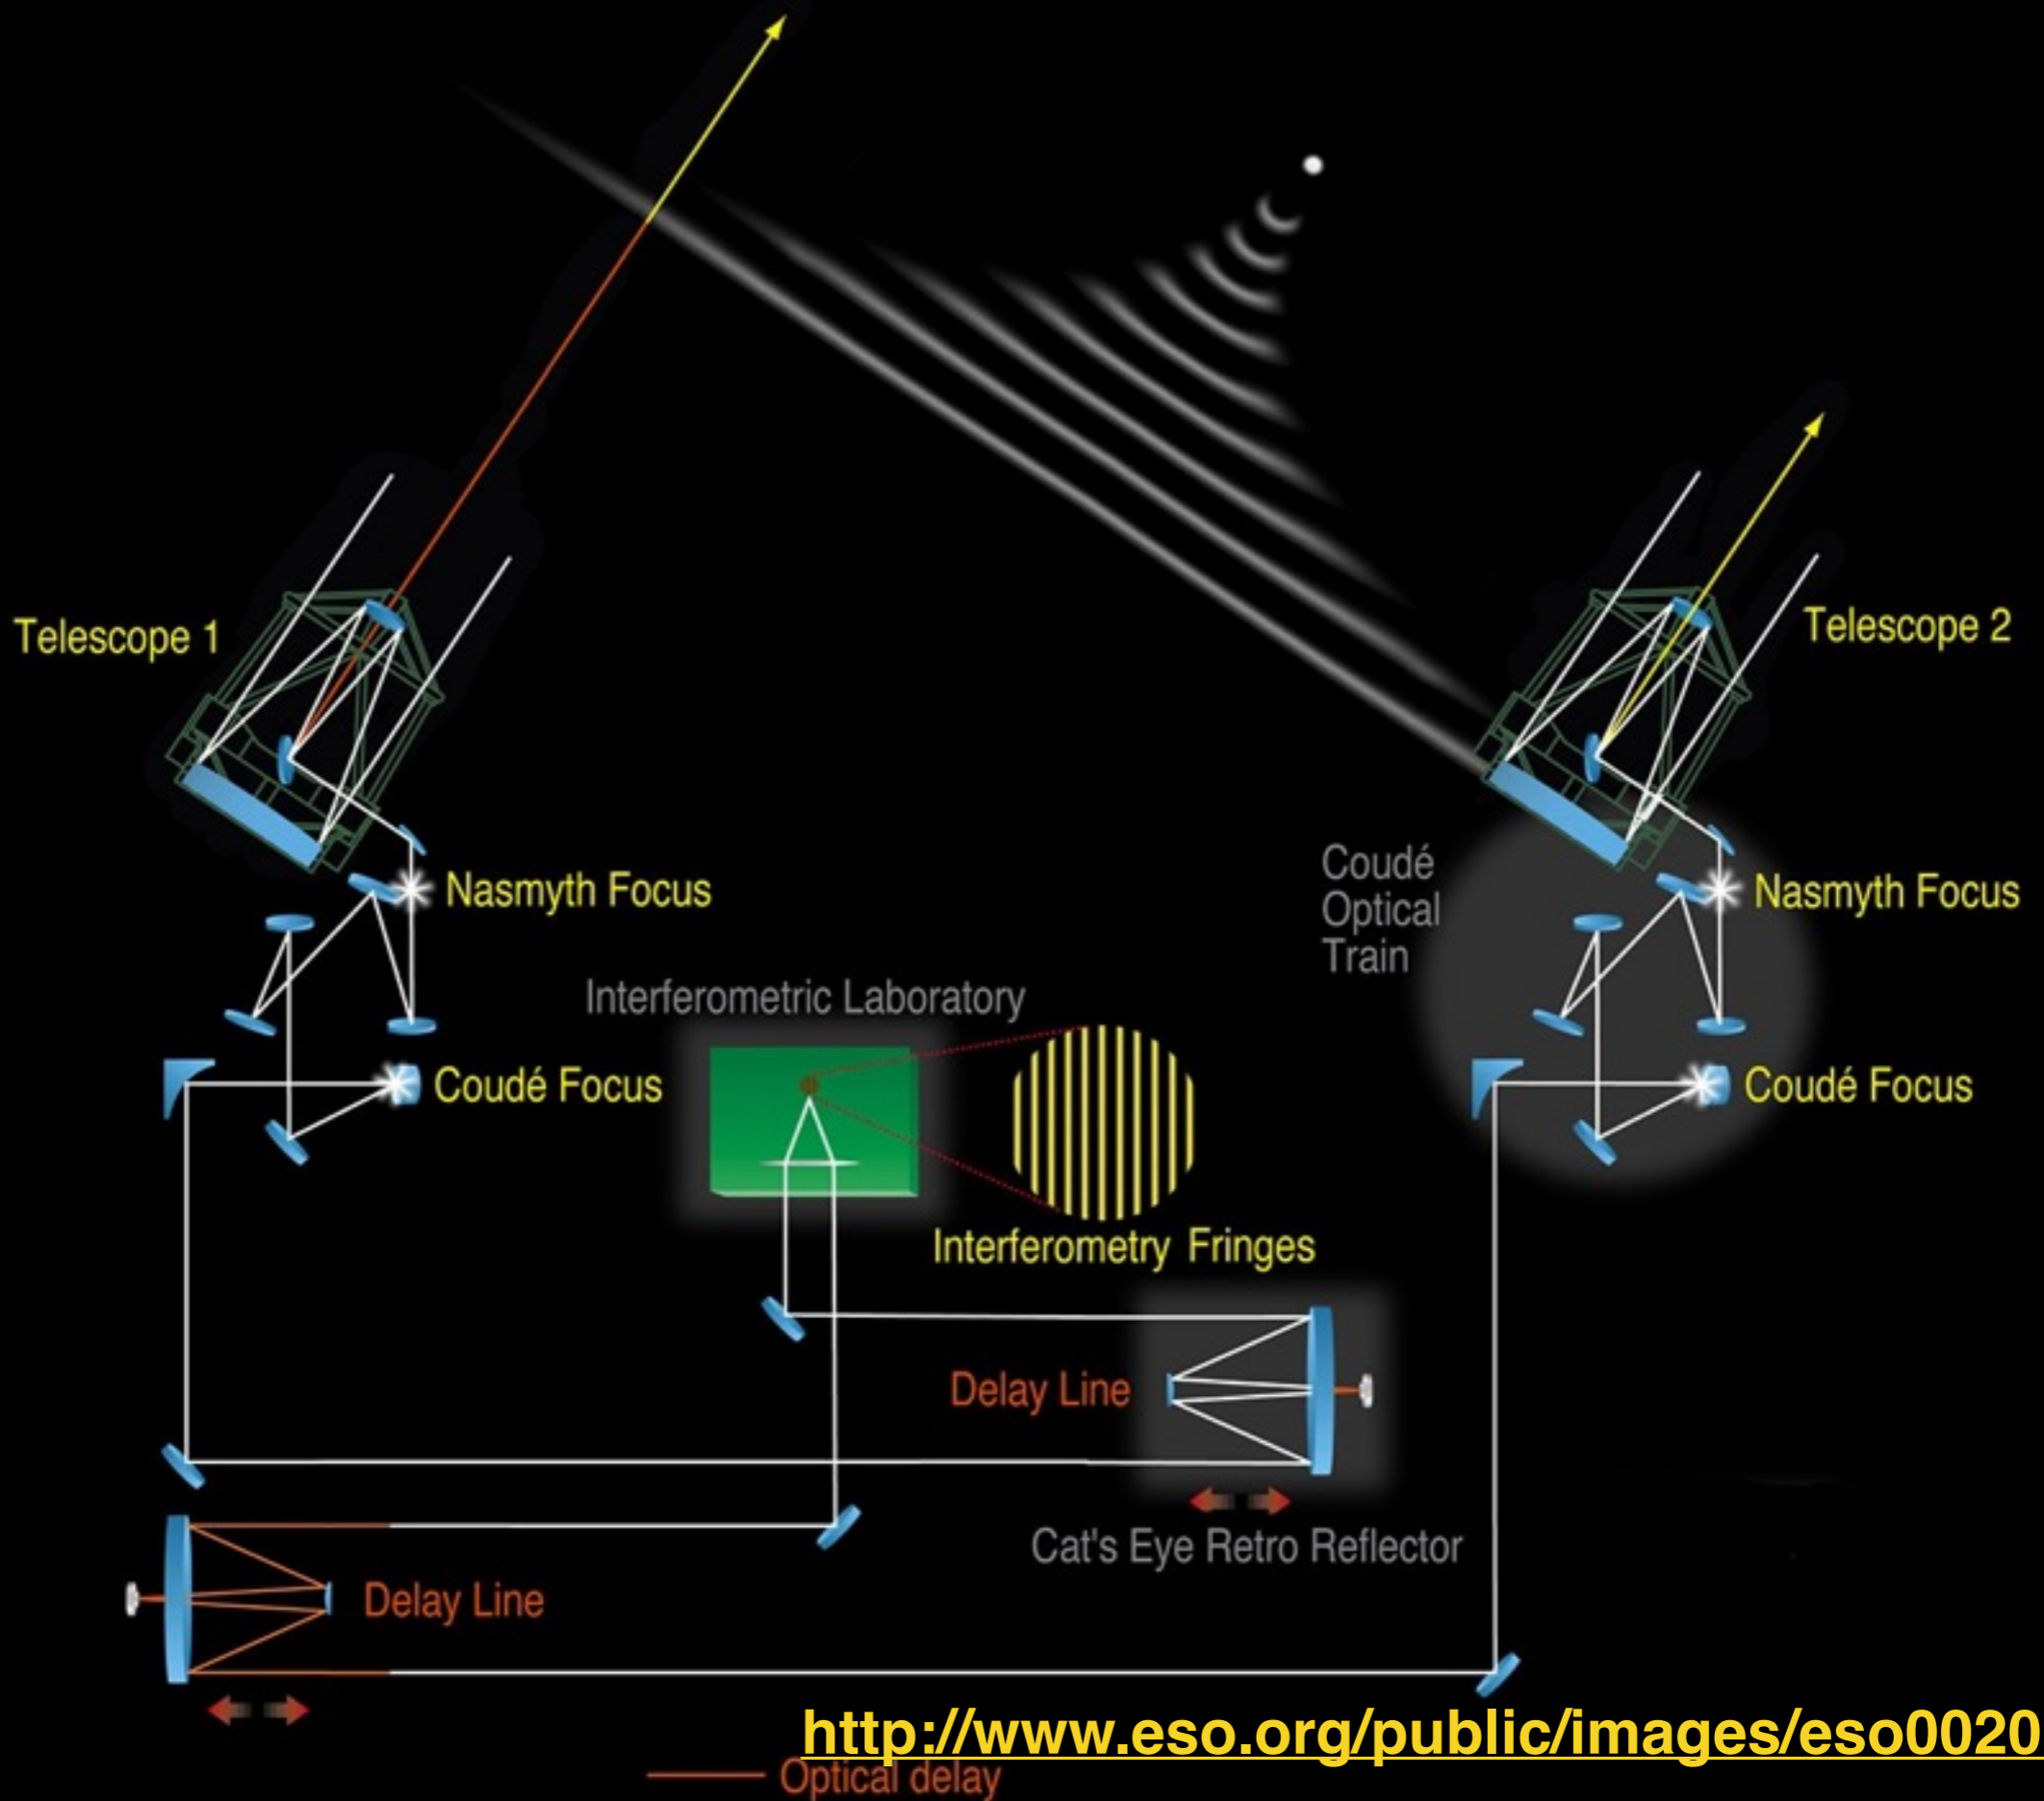 Telescope 1
Telescope 2
Coudé
Optical
Train
Nasmyth Focus
Nasmyth Focus
Interferometric Laboratory
Coudé Focus
Coudé Focus
Interferometry Fringes
Delay Line
Cat's Eye Retro Reflector
Delay Line
http://www.eso.org/public/images/eso0020
Optical delay